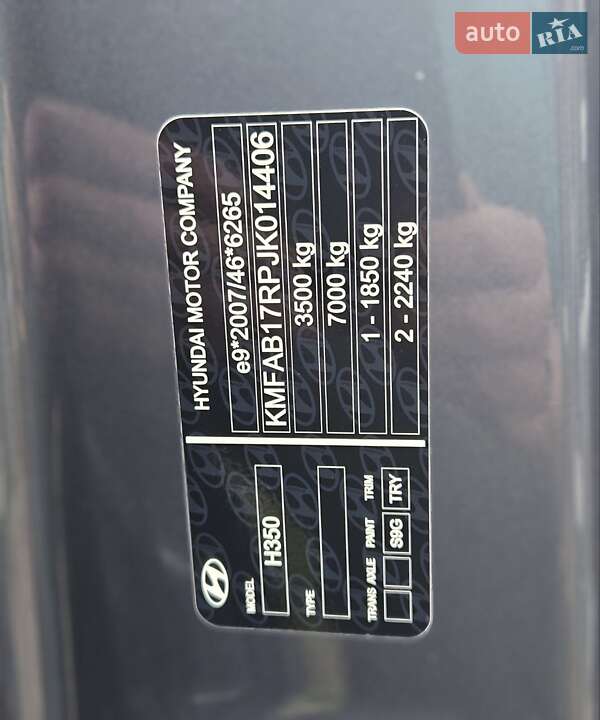 auto RIA.com
HYUNDAI MOTOR COMPANY
e9*2007/46*6265
KMFAB17RPJK014406
3500 kg
7000 kg
1 - 1850 kg
2 - 2240 kg
MODEL
H350
TYPE
TRANS AXLE PAINT TRIM
S9G TRY